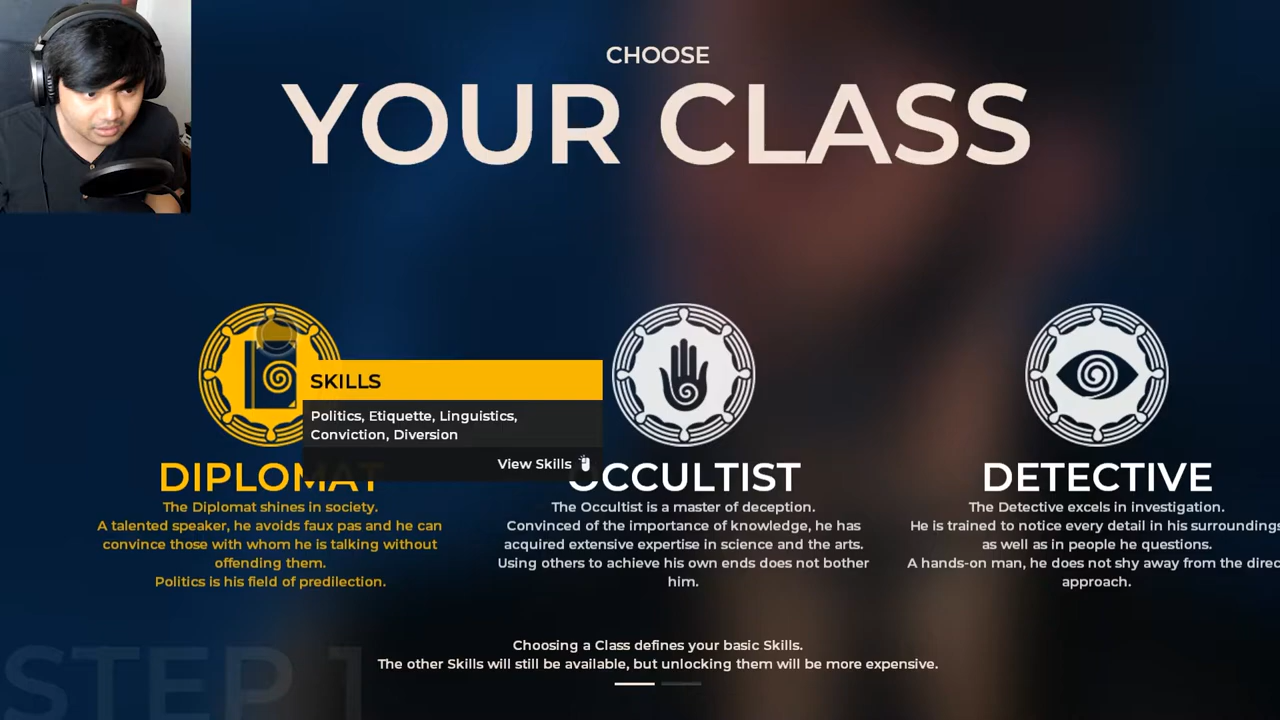 CHOOSE
YOUR CLASS
SKILLS
Politics, Etiquette, Linguistics,
Conviction, Diversion
View Skills
DIPLOMAT
The Diplomat shines in society.
A talented speaker, he avoids faux pas and he can
convince those with whom he is talking without
offending them.
Politics is his field of predilection.
OCCULTIST
The Occultist is a master of deception.
Convinced of the importance of knowledge, he has
acquired extensive expertise in science and the arts.
Using others to achieve his own ends does not bother
him.
DETECTIVE
The Detective excels in investigation.
He is trained to notice every detail in his surroundings
as well as in people he questions.
A hands-on man, he does not shy away from the direc
approach.
Choosing a Class defines your basic Skills.
The other Skills will still be available, but unlocking them will be more expensive.
STEP 1